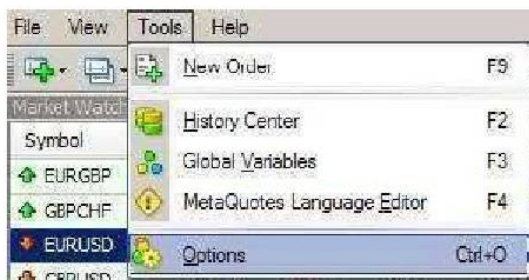 File View Tools Help
New Order F9
Market Watch
History Center F2
Symbol
Global Variables F3
EURGBP
MetaQuotes Language Editor F4
GBPCHF
EURUSD
Options Ctrl+O
GBPUSD